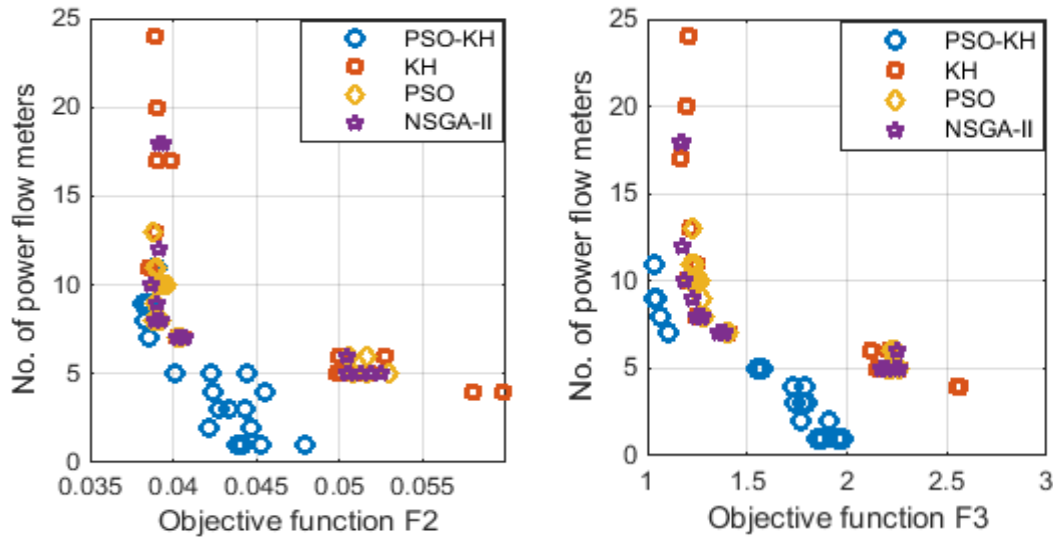 25
20
15
10
5
0
0.035
0.04
0.045
0.05
0.055
No. of power flow meters
Objective function F2
PSO-KH
KH
PSO
NSGA-II
25
20
15
10
5
0
1
1.5
2
2.5
3
No. of power flow meters
Objective function F3
PSO-KH
KH
PSO
NSGA-II